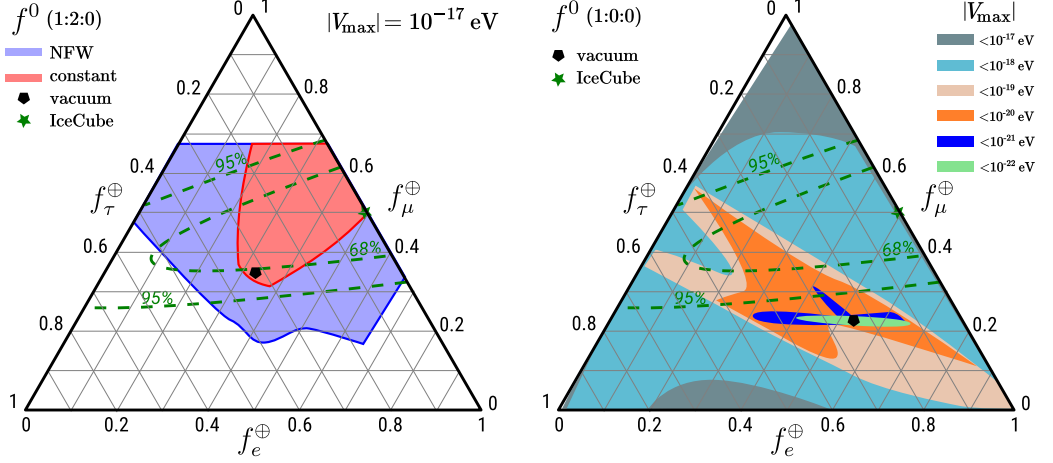 f⁰ (1:2:0)
|V_max| = 10⁻¹⁷ eV
NFW
constant
vacuum
IceCube
0
1
0.2
0.8
0.4
0.6
f_τ^⊕
f_μ^⊕
0.6
0.4
0.8
0.2
1
0
95%
68%
95%
0
0.2
0.4
0.6
0.8
1
f_e^⊕
f⁰ (1:0:0)
vacuum
IceCube
|V_max|
<10⁻¹⁷ eV
<10⁻¹⁸ eV
<10⁻¹⁹ eV
<10⁻²⁰ eV
<10⁻²¹ eV
<10⁻²² eV
0
1
0.2
0.8
0.4
0.6
f_τ^⊕
f_μ^⊕
0.6
0.4
0.8
0.2
1
0
95%
68%
95%
0
0.2
0.4
0.6
0.8
1
f_e^⊕